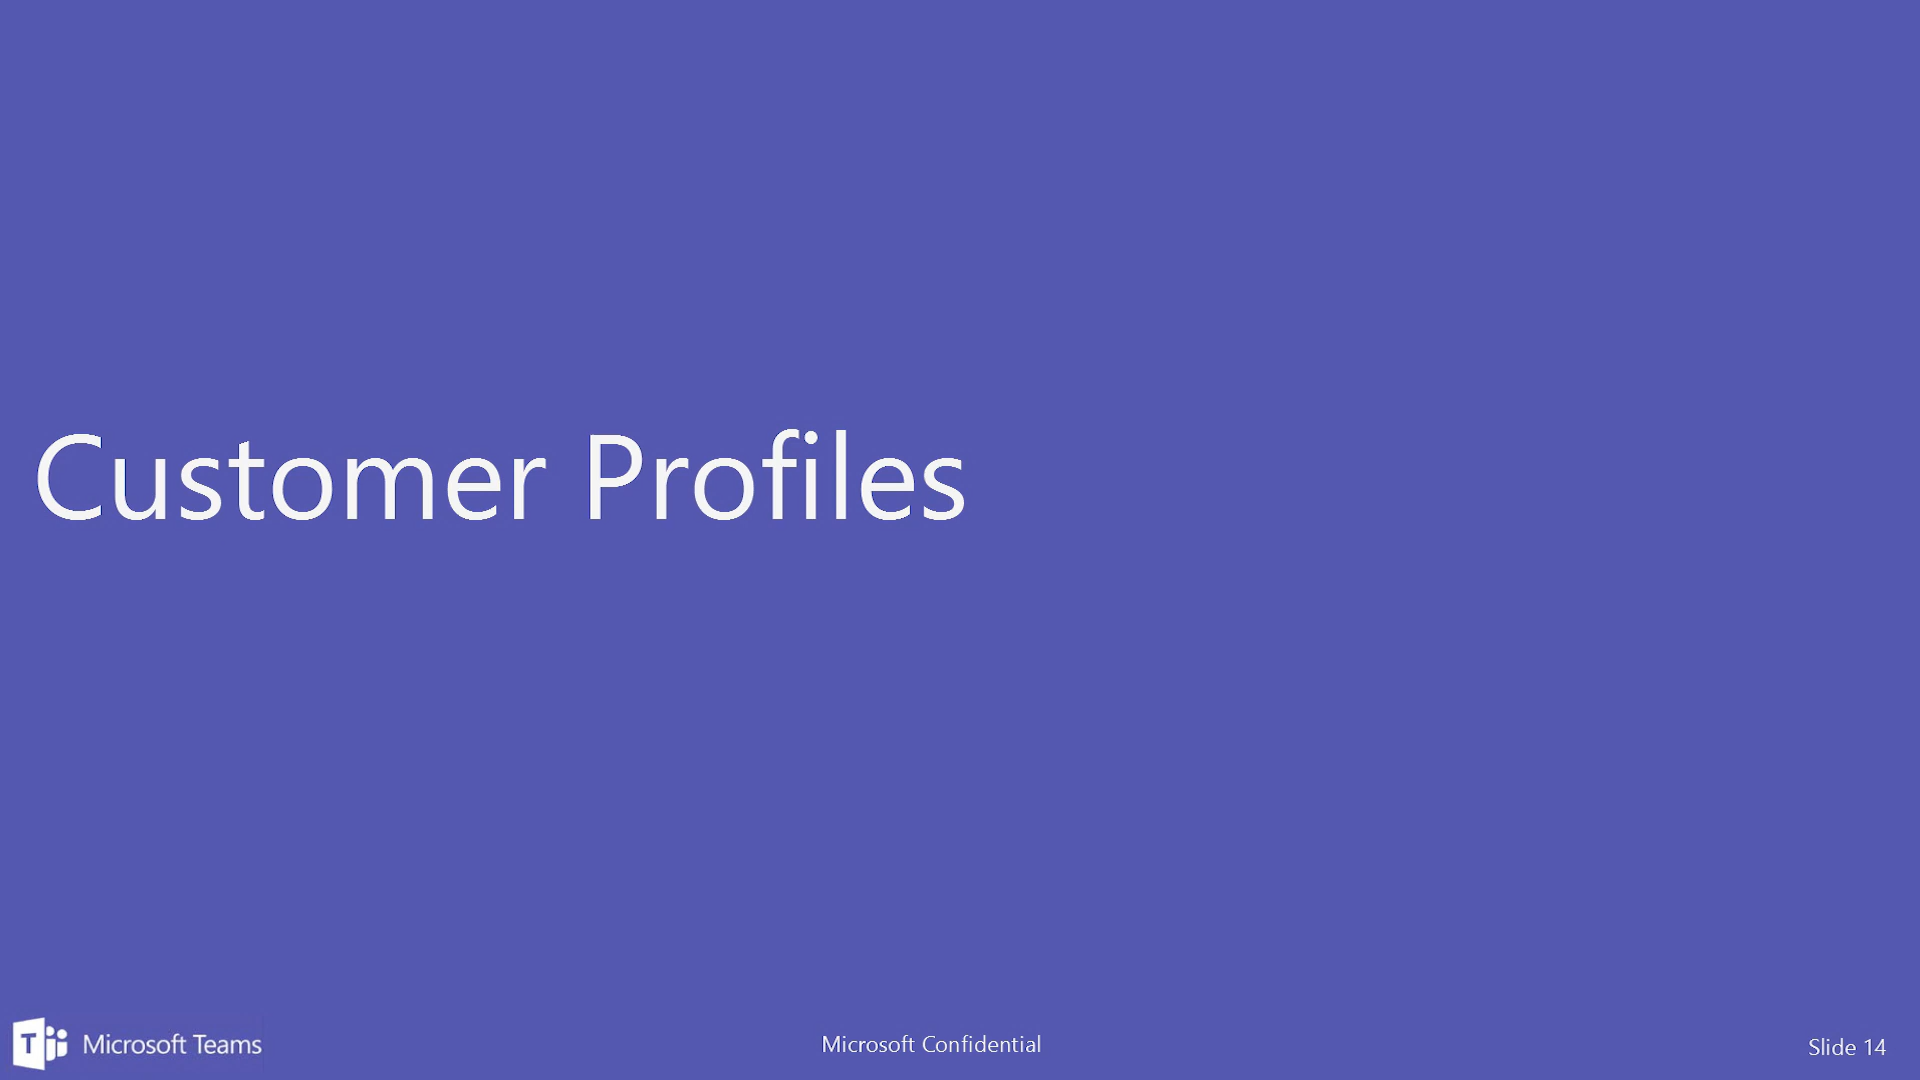 Customer Profiles
T
Microsoft Teams
Microsoft Confidential
Slide 14